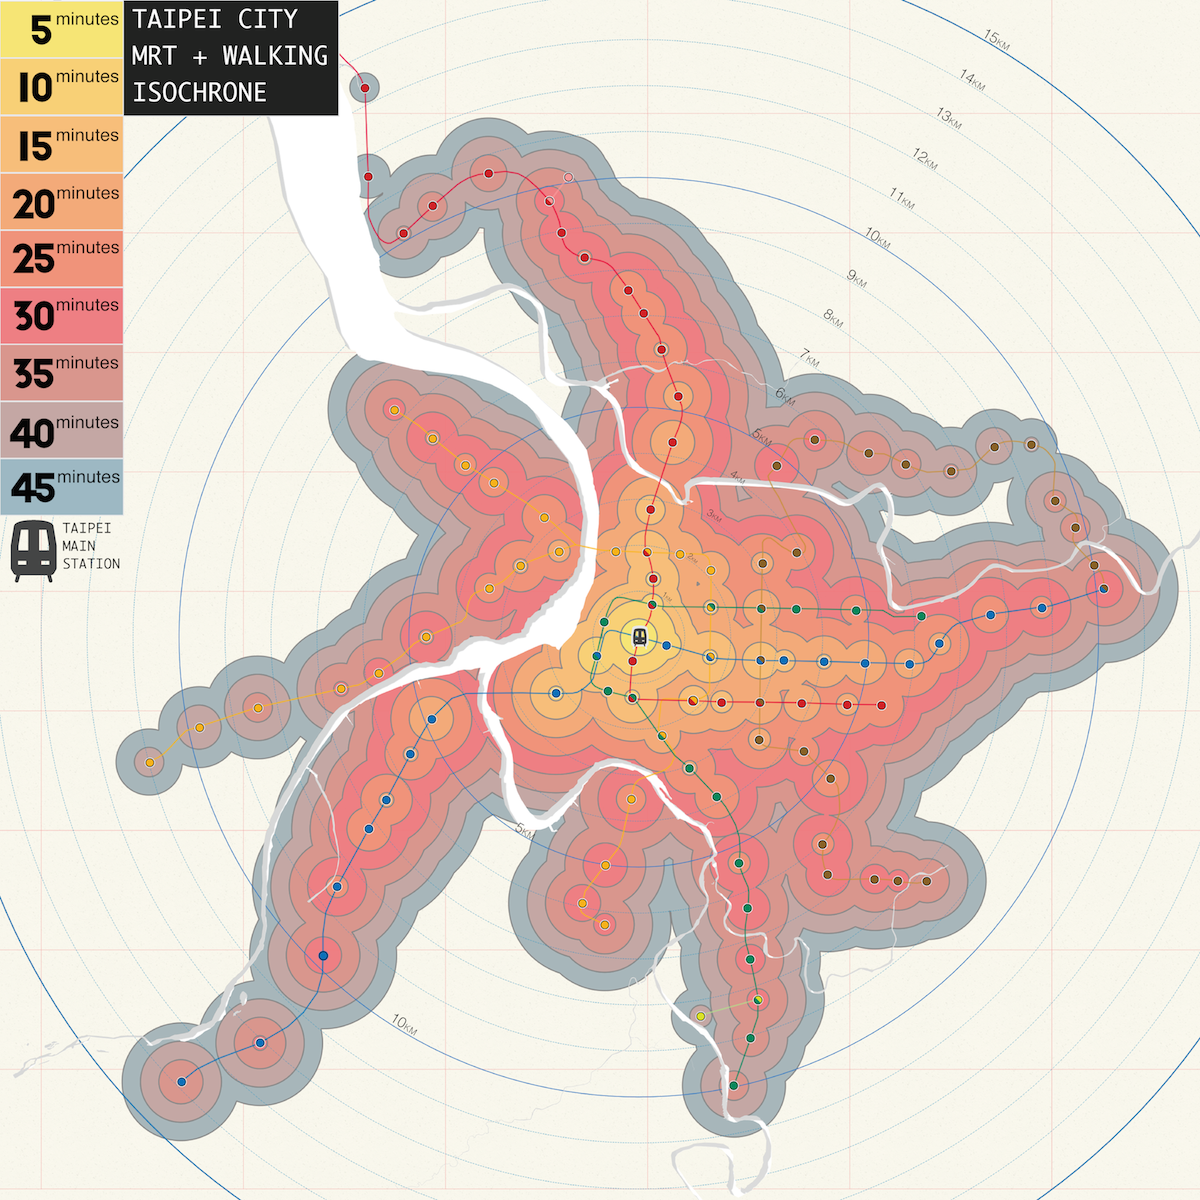 5 minutes
10 minutes
15 minutes
20 minutes
25 minutes
30 minutes
35 minutes
40 minutes
45 minutes
TAIPEI CITY
MRT + WALKING
ISOCHRONE
TAIPEI
MAIN
STATION
15KM
14KM
13KM
12KM
11KM
10KM
9KM
8KM
7KM
6KM
5KM
4KM
3KM
2KM
1KM
5KM
10KM